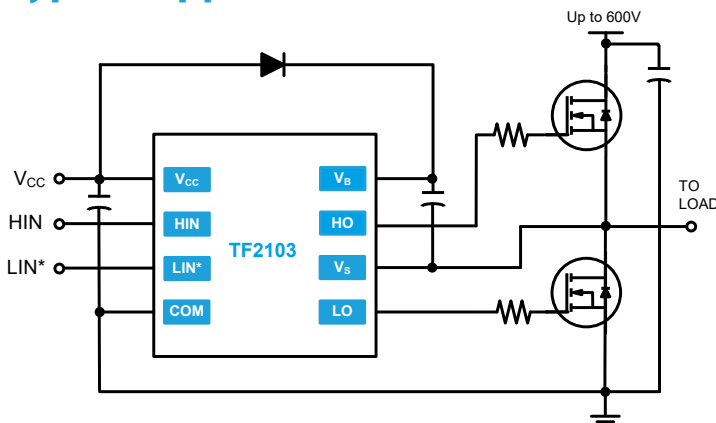 Up to 600V
TO
LOAD
VCC
HIN
LIN*
VCC
HIN
LIN*
COM
TF2103
VB
HO
VS
LO